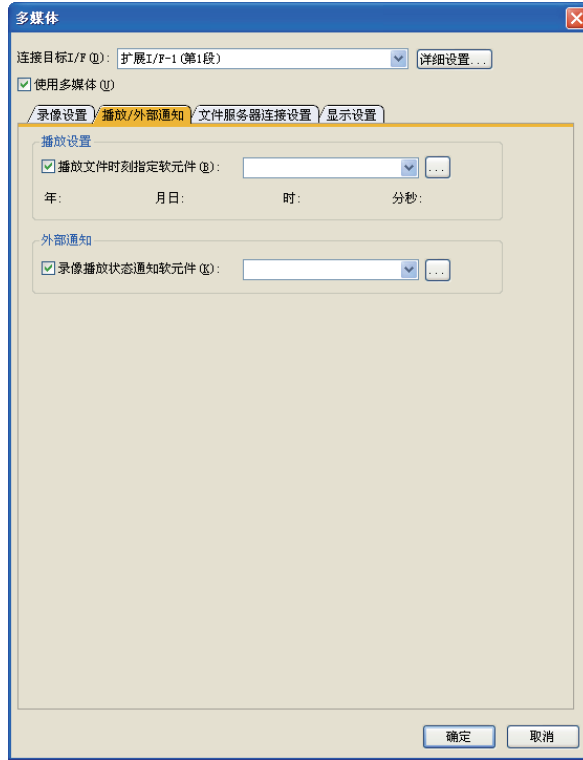 多媒体
连接目标I/F(D): 扩展I/F-1(第1段) 详细设置...
使用多媒体(U)
录像设置 播放/外部通知 文件服务器连接设置 显示设置
播放设置
播放文件时刻指定软元件(B): ...
年: 月日: 时: 分秒:
外部通知
录像播放状态通知软元件(K): ...
确定 取消